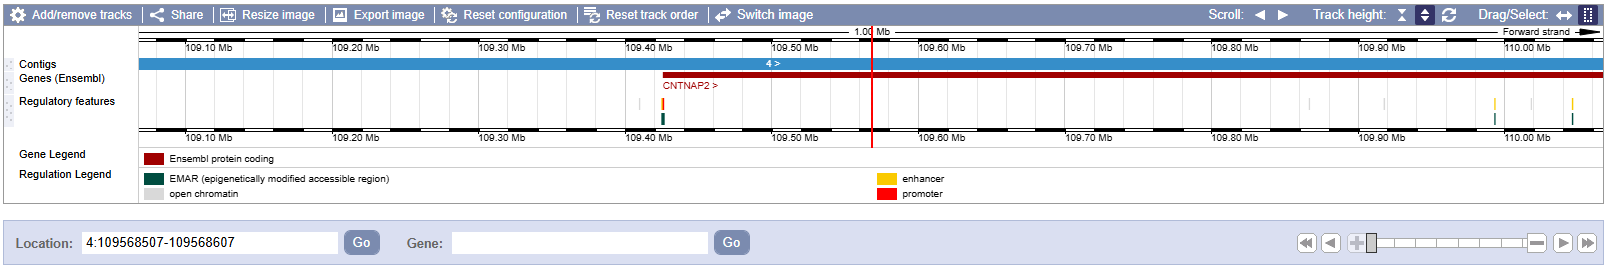 Add/remove tracks Share Resize image Export image Reset configuration Reset track order Switch image Scroll: Track height: Drag/Select:
1.00 Mb Forward strand
109.10 Mb 109.20 Mb 109.30 Mb 109.40 Mb 109.50 Mb 109.60 Mb 109.70 Mb 109.80 Mb 109.90 Mb 110.00 Mb
Contigs 4 >
Genes (Ensembl)
CNTNAP2 >
Regulatory features
109.10 Mb 109.20 Mb 109.30 Mb 109.40 Mb 109.50 Mb 109.60 Mb 109.70 Mb 109.80 Mb 109.90 Mb 110.00 Mb
Gene Legend Ensembl protein coding
Regulation Legend EMAR (epigenetically modified accessible region) enhancer
open chromatin promoter
Location: 4:109568507-109568607 Go Gene: Go